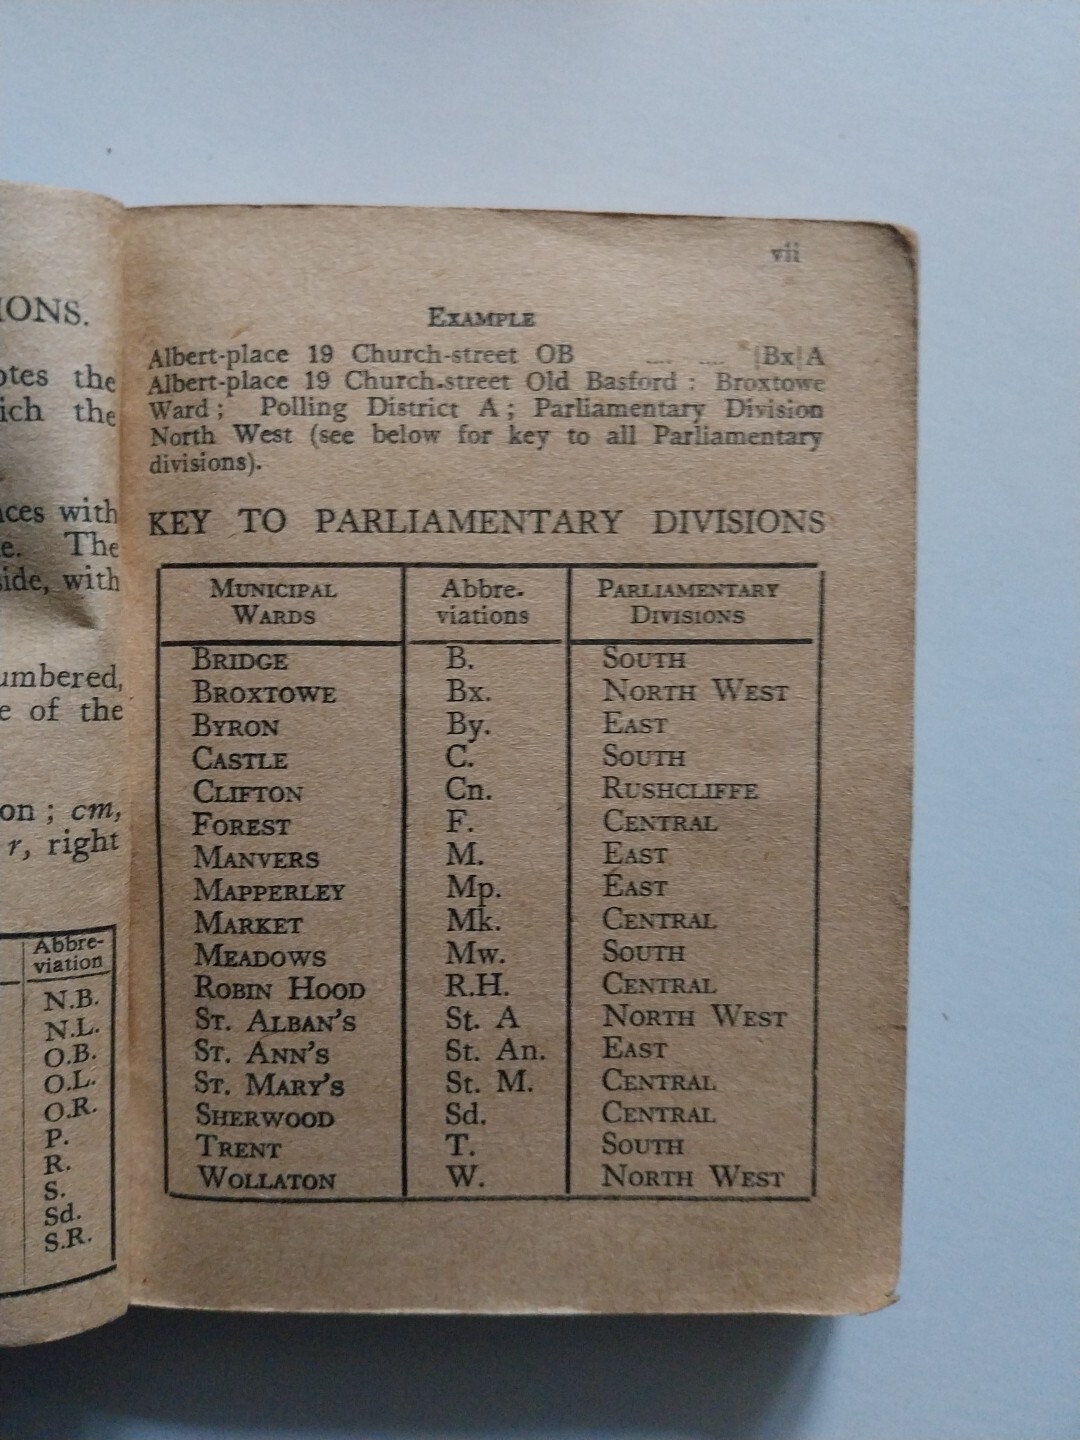 IONS.
otes the
ich the
ces with
e. The
side, with
umbered,
e of the
on ; cm,
r, right
Abbre-
viation
N.B.
N.L.
O.B.
O.L.
O.R.
P.
R.
S.
Sd.
S.R.
vii
EXAMPLE
Albert-place 19 Church-street OB .... .... |Bx|A
Albert-place 19 Church-street Old Basford : Broxtowe
Ward ; Polling District A ; Parliamentary Division
North West (see below for key to all Parliamentary
divisions).
KEY TO PARLIAMENTARY DIVISIONS
MUNICIPAL WARDS Abbre-viations PARLIAMENTARY DIVISIONS
BRIDGE B. SOUTH
BROXTOWE Bx. NORTH WEST
BYRON By. EAST
CASTLE C. SOUTH
CLIFTON Cn. RUSHCLIFFE
FOREST F. CENTRAL
MANVERS M. EAST
MAPPERLEY Mp. EAST
MARKET Mk. CENTRAL
MEADOWS Mw. SOUTH
ROBIN HOOD R.H. CENTRAL
ST. ALBAN'S St. A NORTH WEST
ST. ANN'S St. An. EAST
ST. MARY'S St. M. CENTRAL
SHERWOOD Sd. CENTRAL
TRENT T. SOUTH
WOLLATON W. NORTH WEST